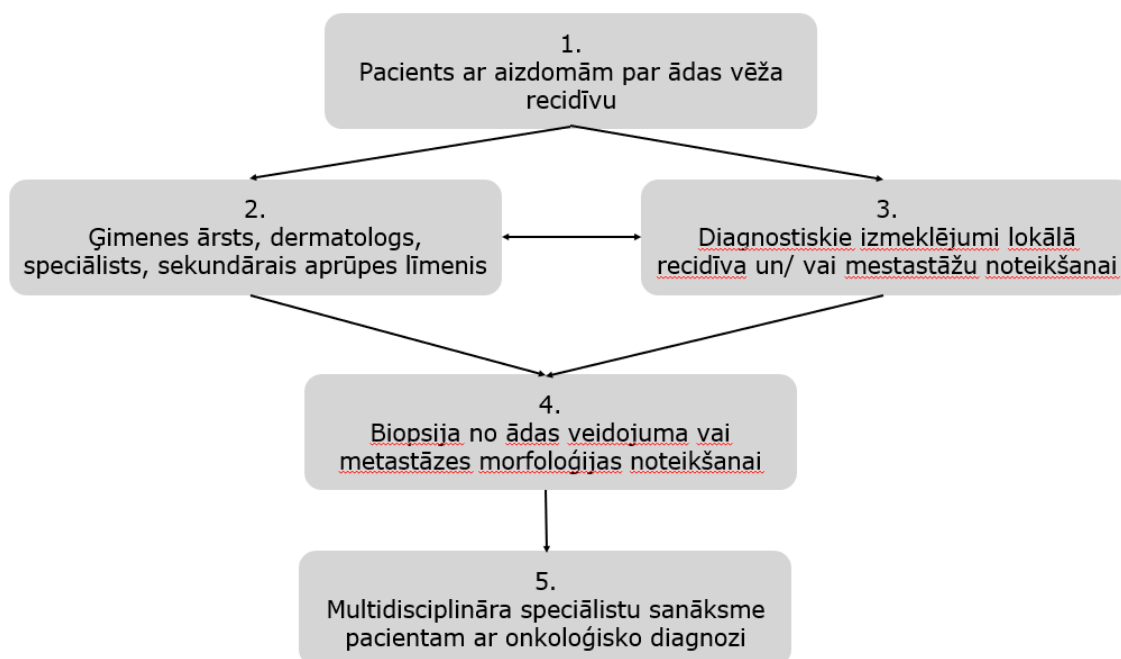 1.
Pacients ar aizdomām par ādas vēža
recidīvu
2.
Ģimenes ārsts, dermatologs,
speciālists, sekundārais aprūpes līmenis
3.
Diagnostiskie izmeklējumi lokālā
recidīva un/ vai mestastāžu noteikšanai
4.
Biopsija no ādas veidojuma vai
metastāzes morfoloģijas noteikšanai
5.
Multidisciplināra speciālistu sanāksme
pacientam ar onkoloģisko diagnozi